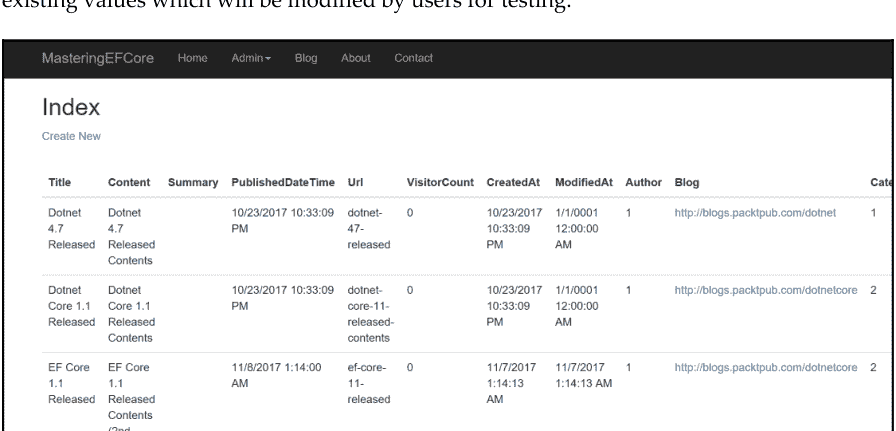 existing values which will be modified by users for testing:
MasteringEFCore Home Admin Blog About Contact
Index
Create New
Title Content Summary PublishedDateTime Url VisitorCount CreatedAt ModifiedAt Author Blog Cate
Dotnet Dotnet 10/23/2017 10:33:09 dotnet- 0 10/23/2017 1/1/0001 1 http://blogs.packtpub.com/dotnet 1
4.7 4.7 PM 47- 10:33:09 12:00:00
Released Released released PM AM
Contents
Dotnet Dotnet 10/23/2017 10:33:09 dotnet- 0 10/23/2017 1/1/0001 1 http://blogs.packtpub.com/dotnetcore 2
Core 1.1 Core 1.1 PM core-11- 10:33:09 12:00:00
Released Released released- PM AM
Contents contents
EF Core EF Core 11/8/2017 1:14:00 ef-core- 0 11/7/2017 11/7/2017 1 http://blogs.packtpub.com/dotnetcore 2
1.1 1.1 AM 11- 1:14:13 1:14:13 AM
Released Released released AM
Contents
(2nd